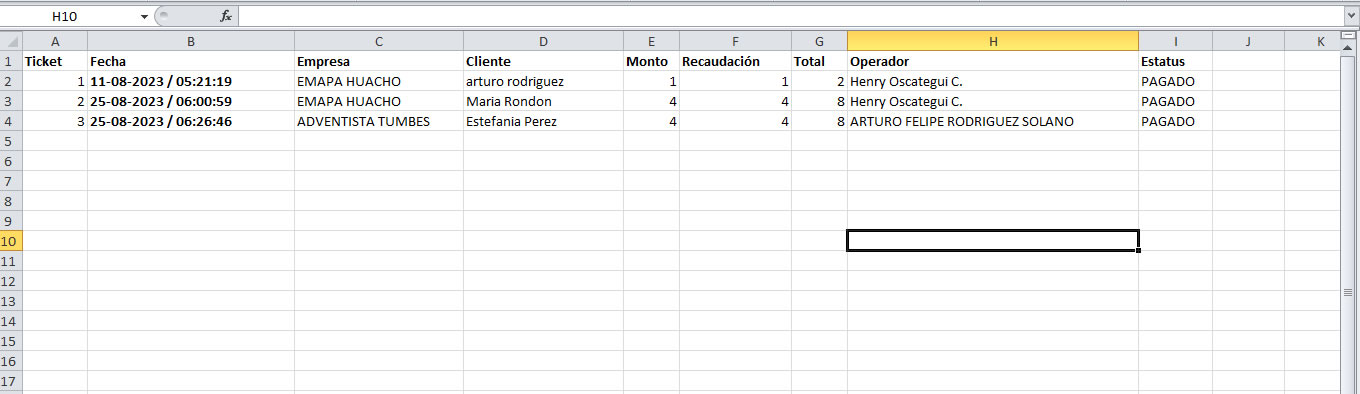 H10 fx
A B C D E F G H I J K
1 Ticket Fecha Empresa Cliente Monto Recaudación Total Operador Estatus
2 1 11-08-2023 / 05:21:19 EMAPA HUACHO arturo rodriguez 1 1 2 Henry Oscategui C. PAGADO
3 2 25-08-2023 / 06:00:59 EMAPA HUACHO Maria Rondon 4 4 8 Henry Oscategui C. PAGADO
4 3 25-08-2023 / 06:26:46 ADVENTISTA TUMBES Estefania Perez 4 4 8 ARTURO FELIPE RODRIGUEZ SOLANO PAGADO
5
6
7
8
9
10
11
12
13
14
15
16
17